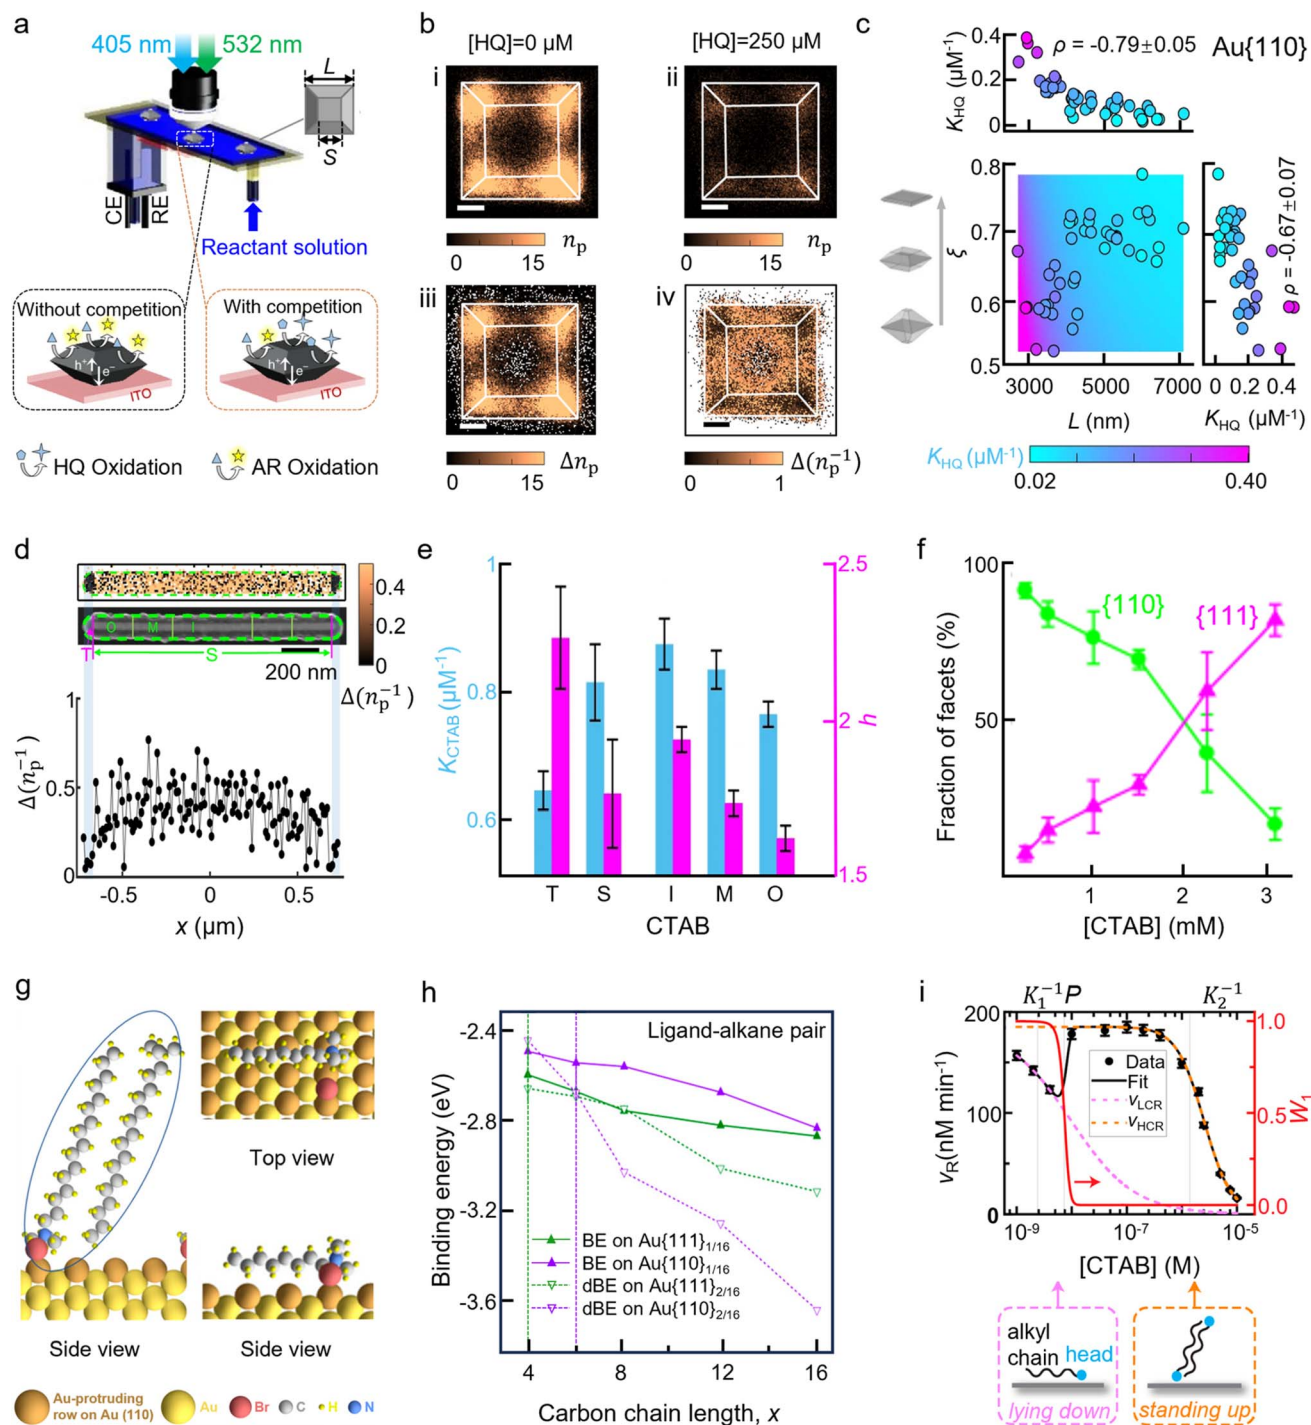 a
405 nm
532 nm
L
S
CE
RE
Reactant solution
Without competition
With competition
h⁺
e⁻
ITO
h⁺
e⁻
ITO
HQ Oxidation
AR Oxidation
b
[HQ]=0 μM
[HQ]=250 μM
i
ii
nₚ
0
15
nₚ
0
15
iii
iv
Δnₚ
0
15
Δ(nₚ⁻¹)
0
1
c
K_HQ (μM⁻¹)
0.4
0.2
0
ρ = -0.79±0.05
Au{110}
ξ
0.8
0.7
0.6
0.5
3000
5000
7000
L (nm)
ρ = -0.67±0.07
0
0.2
0.4
K_HQ (μM⁻¹)
K_HQ (μM⁻¹)
0.02
0.40
d
O
M
I
T
S
200 nm
0.4
0.2
0
Δ(nₚ⁻¹)
Δ(nₚ⁻¹)
1
0.5
0
-0.5
0
0.5
x (μm)
e
K_CTAB (μM⁻¹)
1
0.8
0.6
2.5
2
1.5
h
T
S
I
M
O
CTAB
f
Fraction of facets (%)
100
50
{110}
{111}
1
2
3
[CTAB] (mM)
g
Top view
Side view
Side view
Au-protruding
row on Au (110)
Au
Br
C
H
N
h
Ligand-alkane pair
Binding energy (eV)
-2.4
-2.8
-3.2
-3.6
BE on Au{111}₁/₁₆
BE on Au{110}₁/₁₆
dBE on Au{111}₂/₁₆
dBE on Au{110}₂/₁₆
4
8
12
16
Carbon chain length, x
i
K₁⁻¹
P
K₂⁻¹
v_R(nM min⁻¹)
200
100
0
Data
Fit
v_LCR
v_HCR
1.0
0.5
0.0
W₁
10⁻⁹
10⁻⁷
10⁻⁵
[CTAB] (M)
alkyl
chain
head
lying down
standing up